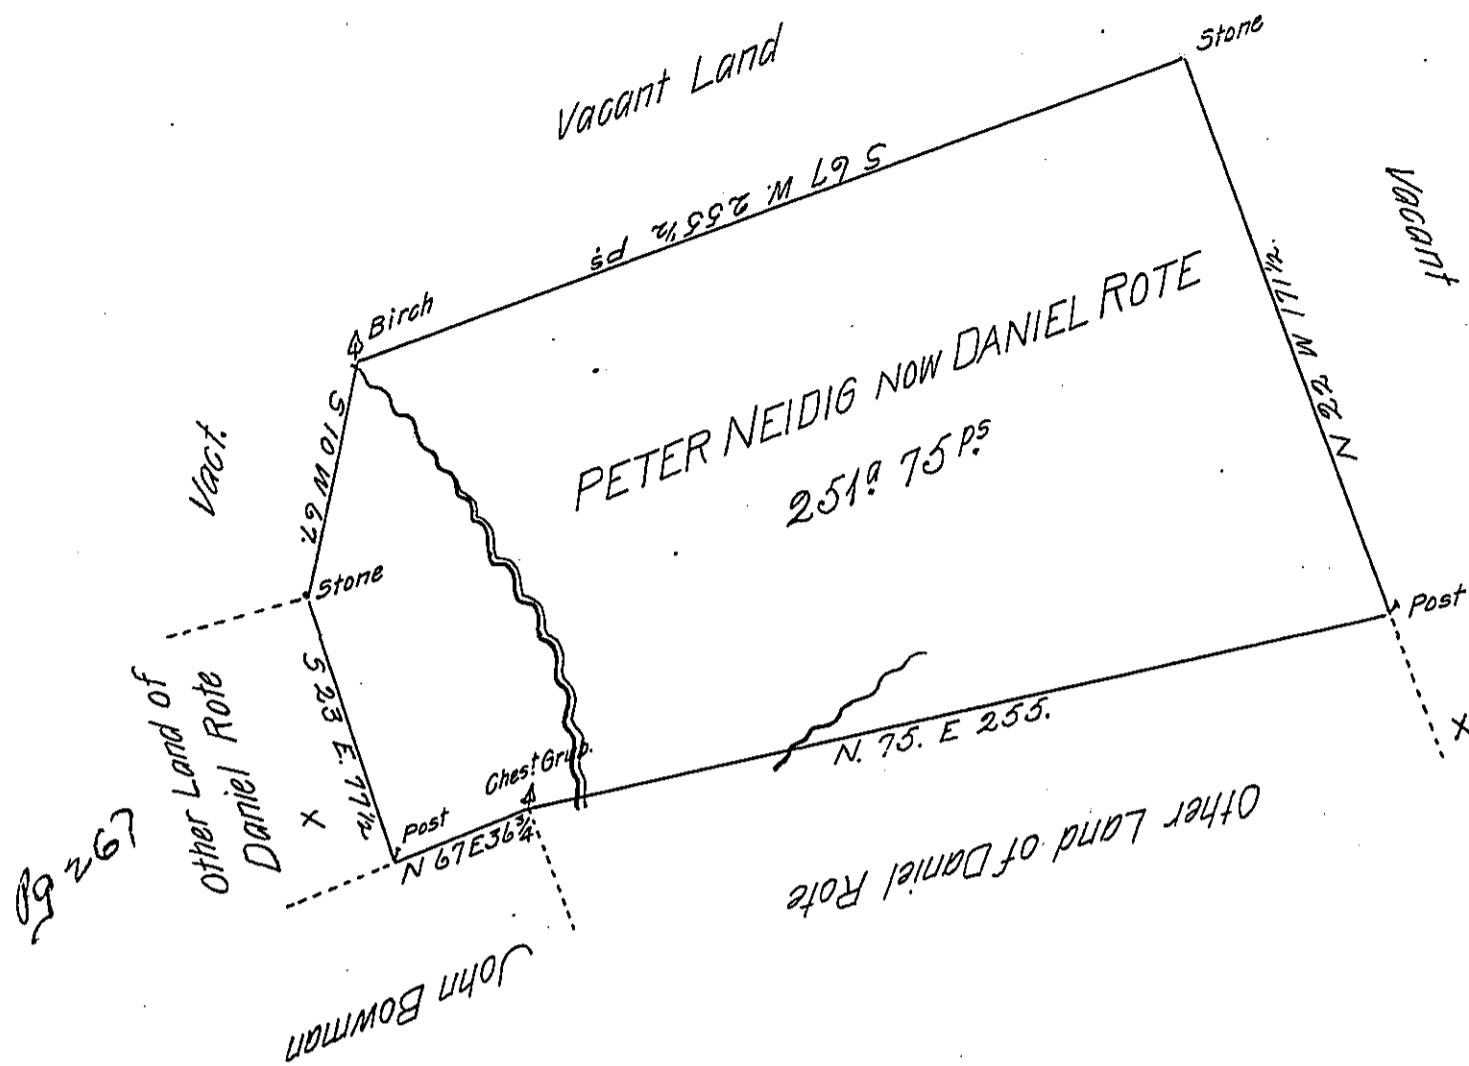 Stone
Vacant Land
S 67 W. 255½ ps
Vacant
N 22 W 171½.
Birch
PETER NEIDIG NOW DANIEL ROTE
251a. 75ps.
Vact.
S 10 W 67.
Stone
Post
Other Land of
Daniel Rote
X
S 23 E. 77½
Chest. Grub.
N. 75. E 255.
X
Post
N 67 E 36¾
Pg 267
Other Land of Daniel Rote
John Bowman